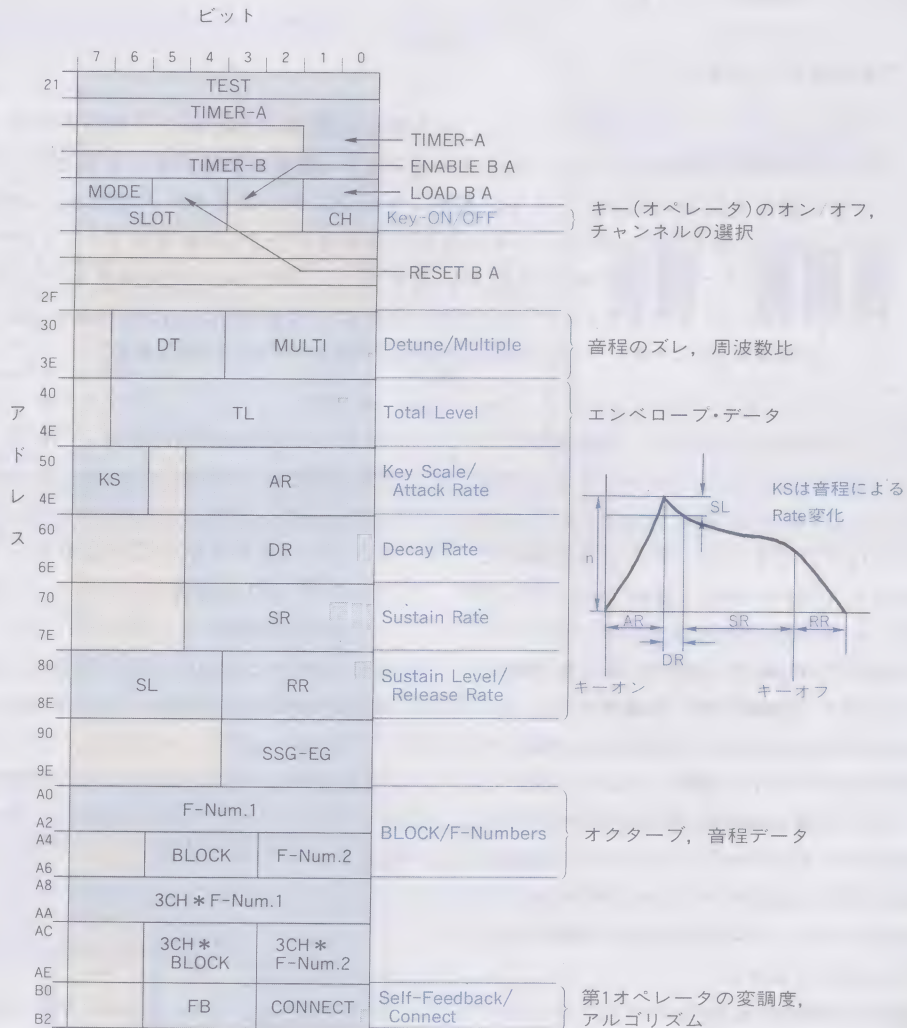 ビット
7 6 5 4 3 2 1 0
アドレス
21 TEST
TIMER-A
TIMER-A
TIMER-B
ENABLE B A
MODE LOAD B A
SLOT CH Key-ON/OFF
キー(オペレータ)のオン/オフ,
チャンネルの選択
RESET B A
2F
30
DT MULTI Detune/Multiple 音程のズレ, 周波数比
3E
40
TL Total Level エンベロープ・データ
4E
50
KS AR Key Scale/
Attack Rate
4E
60
DR Decay Rate
6E
70
SR Sustain Rate
7E
80
SL RR Sustain Level/
Release Rate
8E
90
SSG-EG
9E
A0
F-Num.1
A2
BLOCK/F-Numbers オクターブ, 音程データ
A4
BLOCK F-Num.2
A6
A8
3CH*F-Num.1
AA
AC
3CH*
BLOCK
3CH*
F-Num.2
AE
B0
FB CONNECT Self-Feedback/
Connect
B2
第1オペレータの変調度,
アルゴリズム
KSは音程による
Rate変化
SL
n
AR SR RR
DR
キーオン キーオフ